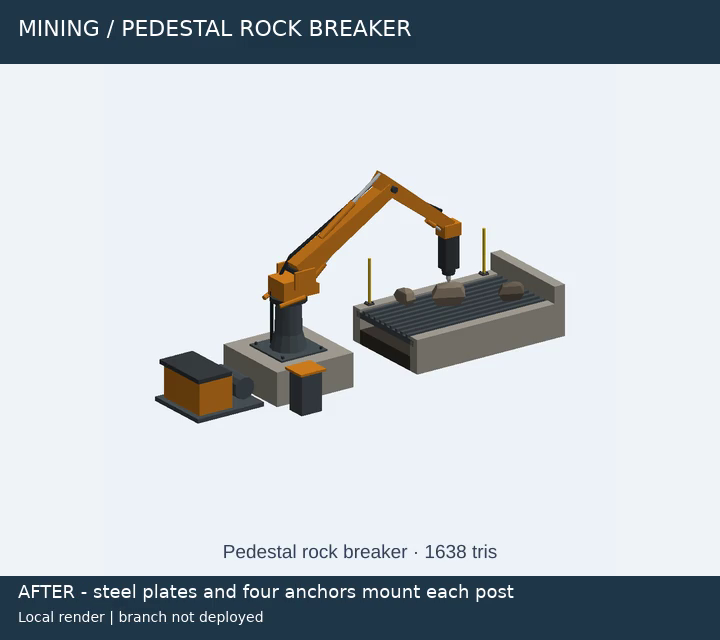 MINING / PEDESTAL ROCK BREAKER
Pedestal rock breaker · 1638 tris
AFTER - steel plates and four anchors mount each post
Local render | branch not deployed